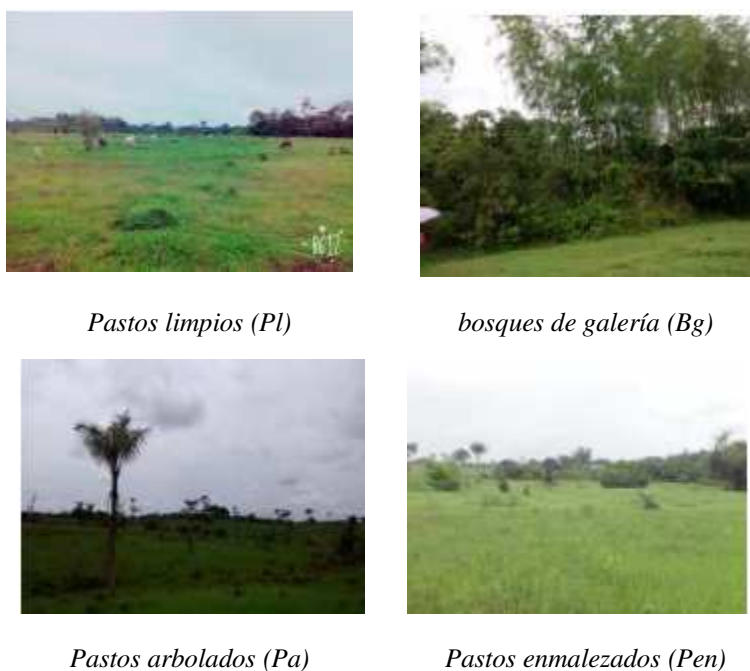 Pastos limpios (Pl)
bosques de galería (Bg)
Pastos arbolados (Pa)
Pastos enmalezados (Pen)